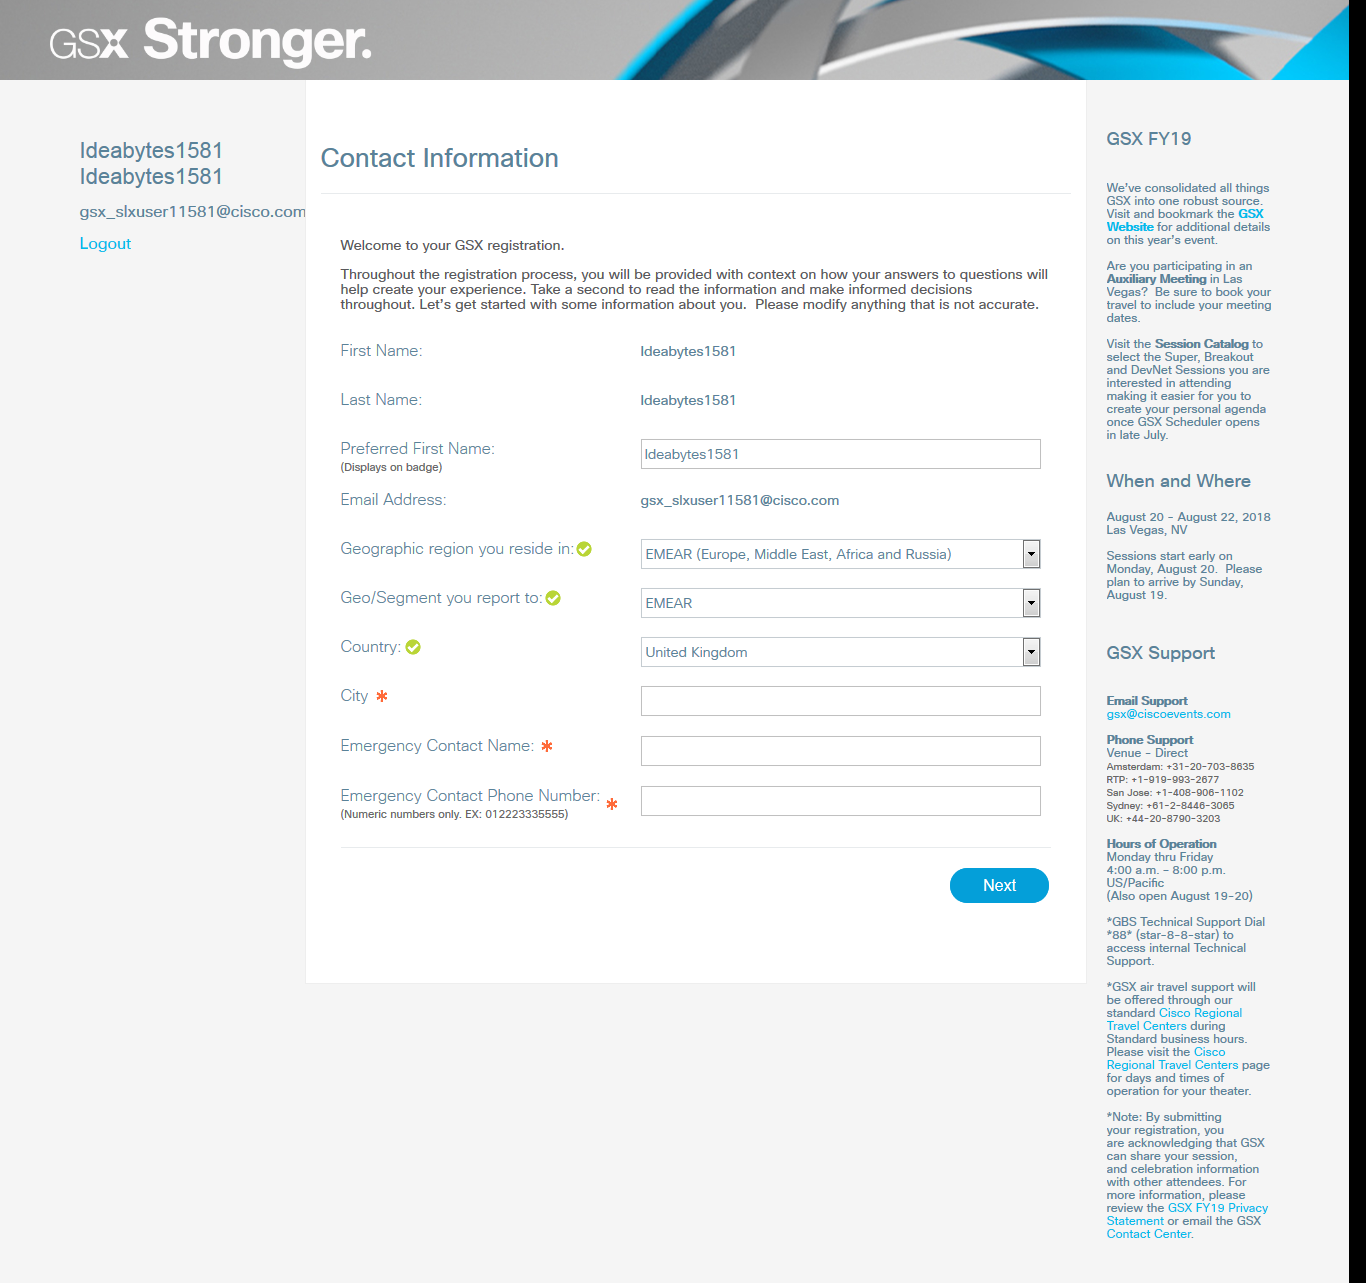 GSX Stronger.
Ideabytes1581
Ideabytes1581
gsx_slxuser11581@cisco.com
Logout
Contact Information
Welcome to your GSX registration.
Throughout the registration process, you will be provided with context on how your answers to questions will
help create your experience. Take a second to read the information and make informed decisions
throughout. Let's get started with some information about you.  Please modify anything that is not accurate.
First Name: Ideabytes1581
Last Name: Ideabytes1581
Preferred First Name: Ideabytes1581
(Displays on badge)
Email Address: gsx_slxuser11581@cisco.com
Geographic region you reside in: EMEAR (Europe, Middle East, Africa and Russia)
Geo/Segment you report to: EMEAR
Country: United Kingdom
City *
Emergency Contact Name: *
Emergency Contact Phone Number: *
(Numeric numbers only. EX: 012223335555)
Next
GSX FY19
We've consolidated all things
GSX into one robust source.
Visit and bookmark the GSX
Website for additional details
on this year's event.
Are you participating in an
Auxiliary Meeting in Las
Vegas?  Be sure to book your
travel to include your meeting
dates.
Visit the Session Catalog to
select the Super, Breakout
and DevNet Sessions you are
interested in attending
making it easier for you to
create your personal agenda
once GSX Scheduler opens
in late July.
When and Where
August 20 - August 22, 2018
Las Vegas, NV
Sessions start early on
Monday, August 20.  Please
plan to arrive by Sunday,
August 19.
GSX Support
Email Support
gsx@ciscoevents.com
Phone Support
Venue - Direct
Amsterdam: +31-20-703-8635
RTP: +1-919-993-2677
San Jose: +1-408-906-1102
Sydney: +61-2-8446-3065
UK: +44-20-8790-3203
Hours of Operation
Monday thru Friday
4:00 a.m. - 8:00 p.m.
US/Pacific
(Also open August 19-20)
*GBS Technical Support Dial
*88* (star-8-8-star) to
access internal Technical
Support.
*GSX air travel support will
be offered through our
standard Cisco Regional
Travel Centers during
Standard business hours.
Please visit the Cisco
Regional Travel Centers page
for days and times of
operation for your theater.
*Note: By submitting
your registration, you
are acknowledging that GSX
can share your session,
and celebration information
with other attendees. For
more information, please
review the GSX FY19 Privacy
Statement or email the GSX
Contact Center.